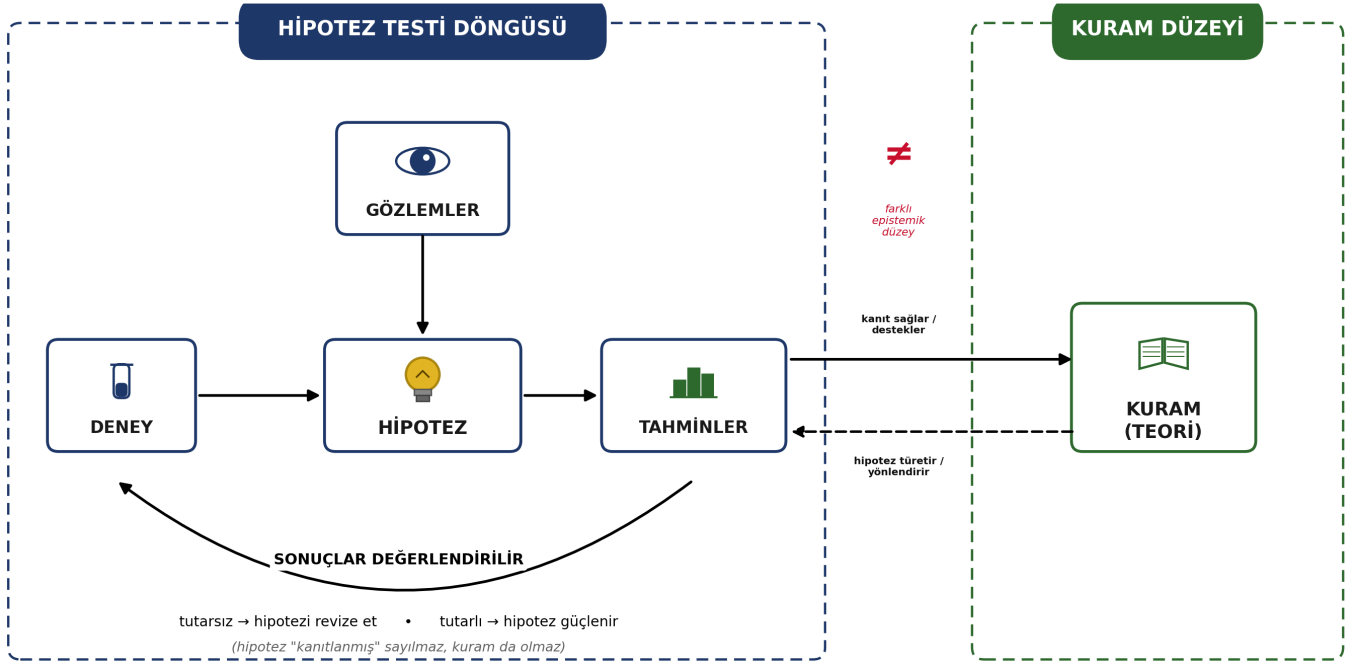 HİPOTEZ TESTİ DÖNGÜSÜ
KURAM DÜZEYİ
≠
GÖZLEMLER
farklı
epistemik
düzey
kanıt sağlar /
destekler
DENEY
HİPOTEZ
TAHMİNLER
KURAM
(TEORİ)
hipotez türetir /
yönlendirir
SONUÇLAR DEĞERLENDİRİLİR
tutarsız → hipotezi revize et • tutarlı → hipotez güçlenir
(hipotez "kanıtlanmış" sayılmaz, kuram da olmaz)